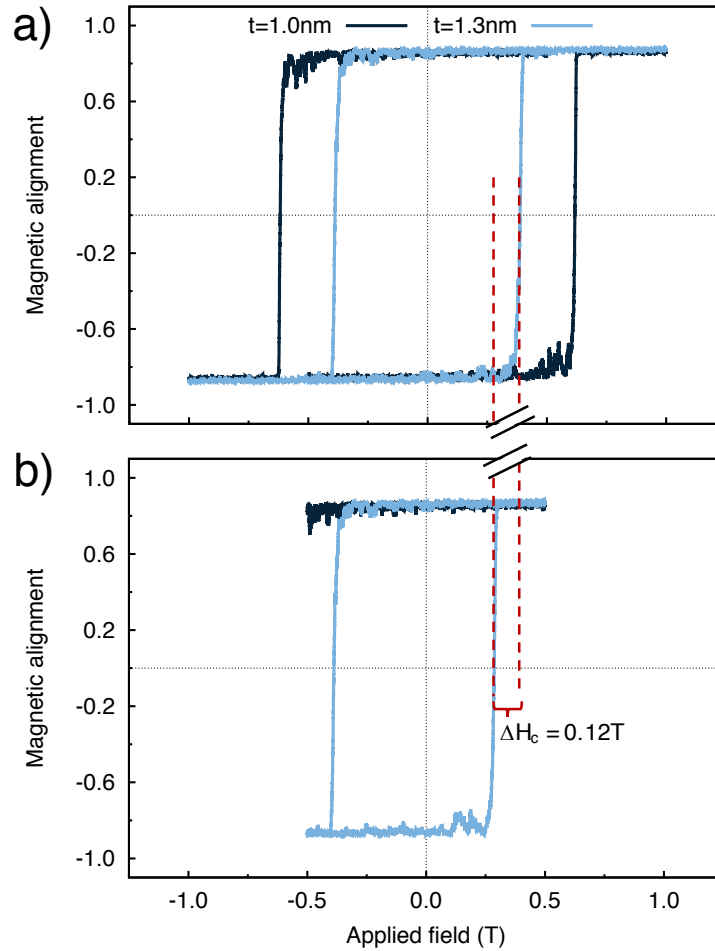 a)
t=1.0nm t=1.3nm
1.0
0.6
0.2
-0.2
-0.6
-1.0
Magnetic alignment
b)
1.0
0.6
0.2
-0.2
-0.6
-1.0
Magnetic alignment
ΔHc = 0.12T
-1.0 -0.5 0.0 0.5 1.0
Applied field (T)